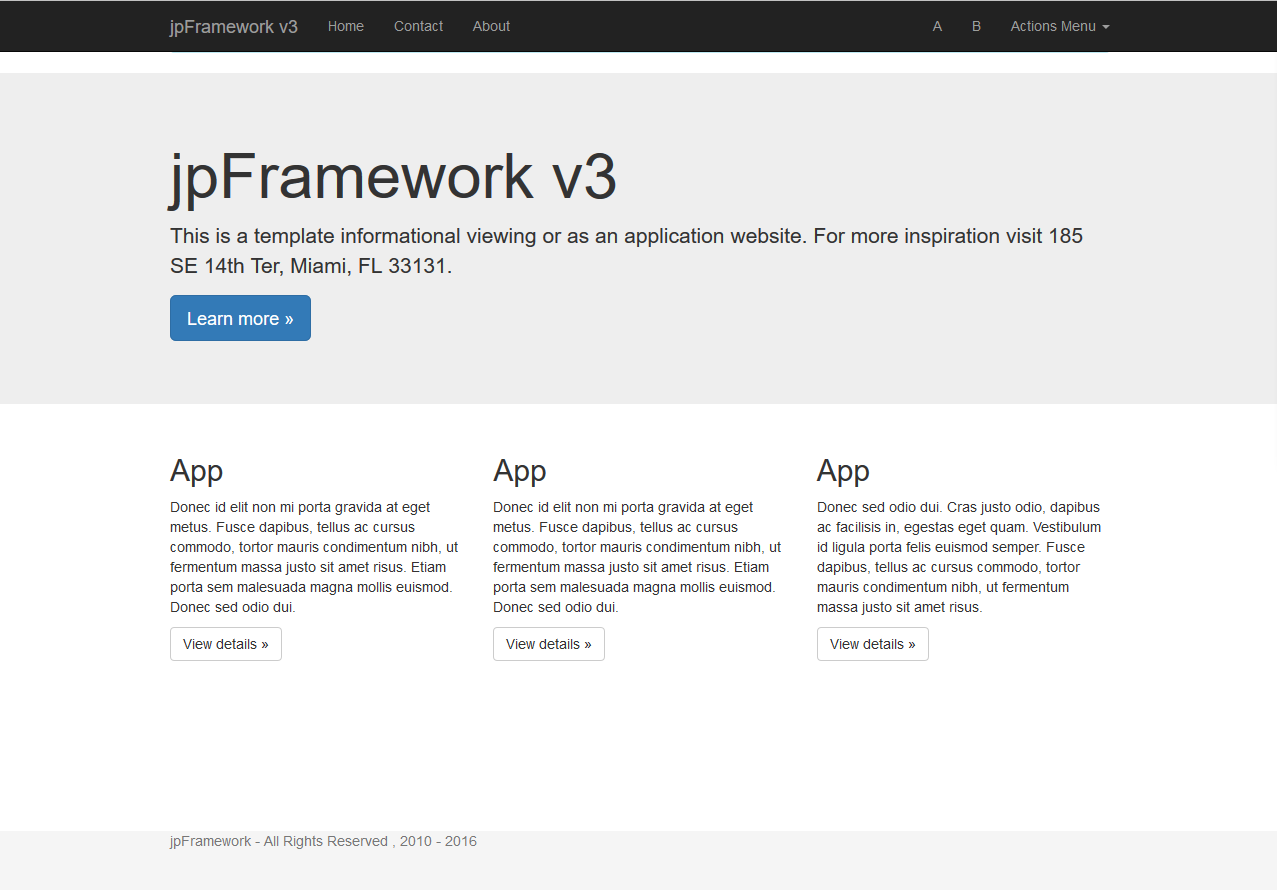 jpFramework v3 Home Contact About A B Actions Menu
jpFramework v3
This is a template informational viewing or as an application website. For more inspiration visit 185
SE 14th Ter, Miami, FL 33131.
Learn more »
App
Donec id elit non mi porta gravida at eget
metus. Fusce dapibus, tellus ac cursus
commodo, tortor mauris condimentum nibh, ut
fermentum massa justo sit amet risus. Etiam
porta sem malesuada magna mollis euismod.
Donec sed odio dui.
View details »
App
Donec id elit non mi porta gravida at eget
metus. Fusce dapibus, tellus ac cursus
commodo, tortor mauris condimentum nibh, ut
fermentum massa justo sit amet risus. Etiam
porta sem malesuada magna mollis euismod.
Donec sed odio dui.
View details »
App
Donec sed odio dui. Cras justo odio, dapibus
ac facilisis in, egestas eget quam. Vestibulum
id ligula porta felis euismod semper. Fusce
dapibus, tellus ac cursus commodo, tortor
mauris condimentum nibh, ut fermentum
massa justo sit amet risus.
View details »
jpFramework - All Rights Reserved , 2010 - 2016